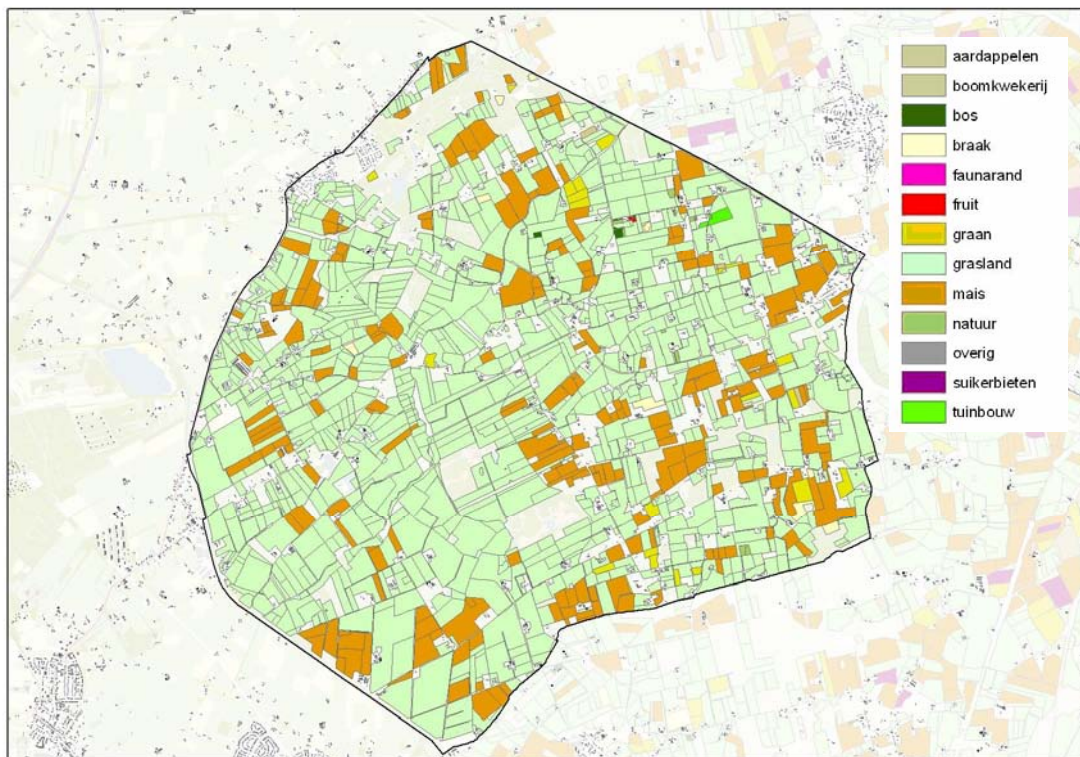 aardappelen
boomkwekerij
bos
braak
faunarand
fruit
graan
grasland
mais
natuur
overig
suikerbieten
tuinbouw